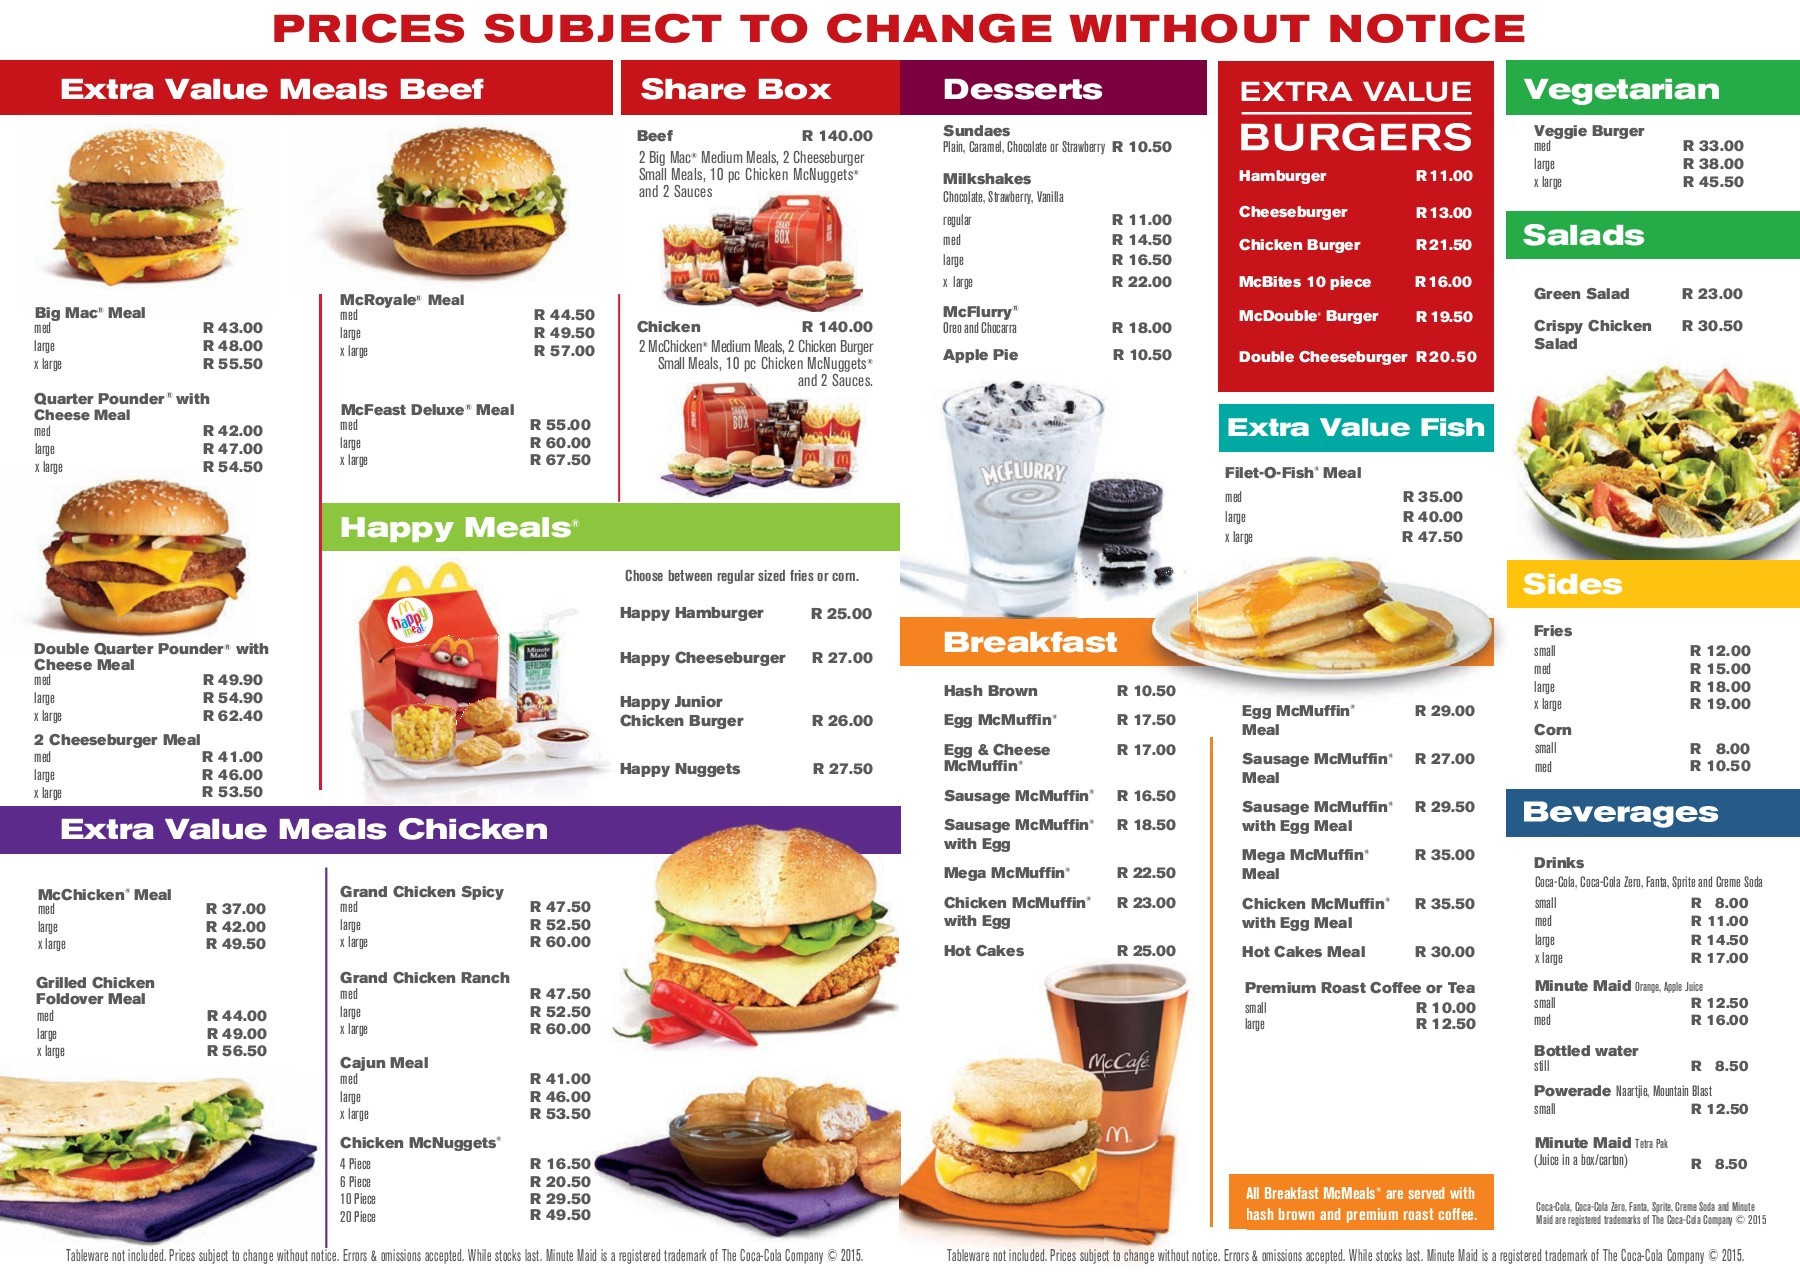 PRICES SUBJECT TO CHANGE WITHOUT NOTICE
Extra Value Meals Beef
Big Mac® Meal
med R 43.00
large R 48.00
x large R 55.50
Quarter Pounder® with
Cheese Meal
med R 42.00
large R 47.00
x large R 54.50
Double Quarter Pounder® with
Cheese Meal
med R 49.90
large R 54.90
x large R 62.40
2 Cheeseburger Meal
med R 41.00
large R 46.00
x large R 53.50
McRoyale® Meal
med R 44.50
large R 49.50
x large R 57.00
McFeast Deluxe® Meal
med R 55.00
large R 60.00
x large R 67.50
Share Box
Beef R 140.00
2 Big Mac® Medium Meals, 2 Cheeseburger
Small Meals, 10 pc Chicken McNuggets®
and 2 Sauces
SHARE
BOX
Chicken R 140.00
2 McChicken® Medium Meals, 2 Chicken Burger
Small Meals, 10 pc Chicken McNuggets®
and 2 Sauces.
SHARE
BOX
Happy Meals®
happy
meal
Minute
Maid
Choose between regular sized fries or corn.
Happy Hamburger R 25.00
Happy Cheeseburger R 27.00
Happy Junior
Chicken Burger R 26.00
Happy Nuggets R 27.50
Extra Value Meals Chicken
McChicken® Meal
med R 37.00
large R 42.00
x large R 49.50
Grilled Chicken
Foldover Meal
med R 44.00
large R 49.00
x large R 56.50
Grand Chicken Spicy
med R 47.50
large R 52.50
x large R 60.00
Grand Chicken Ranch
med R 47.50
large R 52.50
x large R 60.00
Cajun Meal
med R 41.00
large R 46.00
x large R 53.50
Chicken McNuggets®
4 Piece R 16.50
6 Piece R 20.50
10 Piece R 29.50
20 Piece R 49.50
Tableware not included. Prices subject to change without notice. Errors & omissions accepted. While stocks last. Minute Maid is a registered trademark of The Coca-Cola Company © 2015.
Desserts
Sundaes
Plain, Caramel, Chocolate or Strawberry R 10.50
Milkshakes
Chocolate, Strawberry, Vanilla
regular R 11.00
med R 14.50
large R 16.50
x large R 22.00
McFlurry®
Oreo and Chocarra R 18.00
Apple Pie R 10.50
McFLURRY
EXTRA VALUE
BURGERS
Hamburger R 11.00
Cheeseburger R 13.00
Chicken Burger R 21.50
McBites 10 piece R 16.00
McDouble® Burger R 19.50
Double Cheeseburger R 20.50
Extra Value Fish
Filet-O-Fish® Meal
med R 35.00
large R 40.00
x large R 47.50
Breakfast
Hash Brown R 10.50
Egg McMuffin® R 17.50
Egg & Cheese R 17.00
McMuffin®
Sausage McMuffin® R 16.50
Sausage McMuffin® R 18.50
with Egg
Mega McMuffin® R 22.50
Chicken McMuffin® R 23.00
with Egg
Hot Cakes R 25.00
McCafé
Egg McMuffin® R 29.00
Meal
Sausage McMuffin® R 27.00
Meal
Sausage McMuffin® R 29.50
with Egg Meal
Mega McMuffin® R 35.00
Meal
Chicken McMuffin® R 35.50
with Egg Meal
Hot Cakes Meal R 30.00
Premium Roast Coffee or Tea
small R 10.00
large R 12.50
All Breakfast McMeals® are served with
hash brown and premium roast coffee.
Vegetarian
Veggie Burger
med R 33.00
large R 38.00
x large R 45.50
Salads
Green Salad R 23.00
Crispy Chicken R 30.50
Salad
Sides
Fries
small R 12.00
med R 15.00
large R 18.00
x large R 19.00
Corn
small R 8.00
med R 10.50
Beverages
Drinks
Coca-Cola, Coca-Cola Zero, Fanta, Sprite and Creme Soda
small R 8.00
med R 11.00
large R 14.50
x large R 17.00
Minute Maid Orange, Apple Juice
small R 12.50
med R 16.00
Bottled water
still R 8.50
Powerade Naartjie, Mountain Blast
small R 12.50
Minute Maid Tetra Pak
(Juice in a box/carton) R 8.50
Coca-Cola, Coca-Cola Zero, Fanta, Sprite, Creme Soda and Minute
Maid are registered trademarks of The Coca-Cola Company © 2015
Tableware not included. Prices subject to change without notice. Errors & omissions accepted. While stocks last. Minute Maid is a registered trademark of The Coca-Cola Company © 2015.